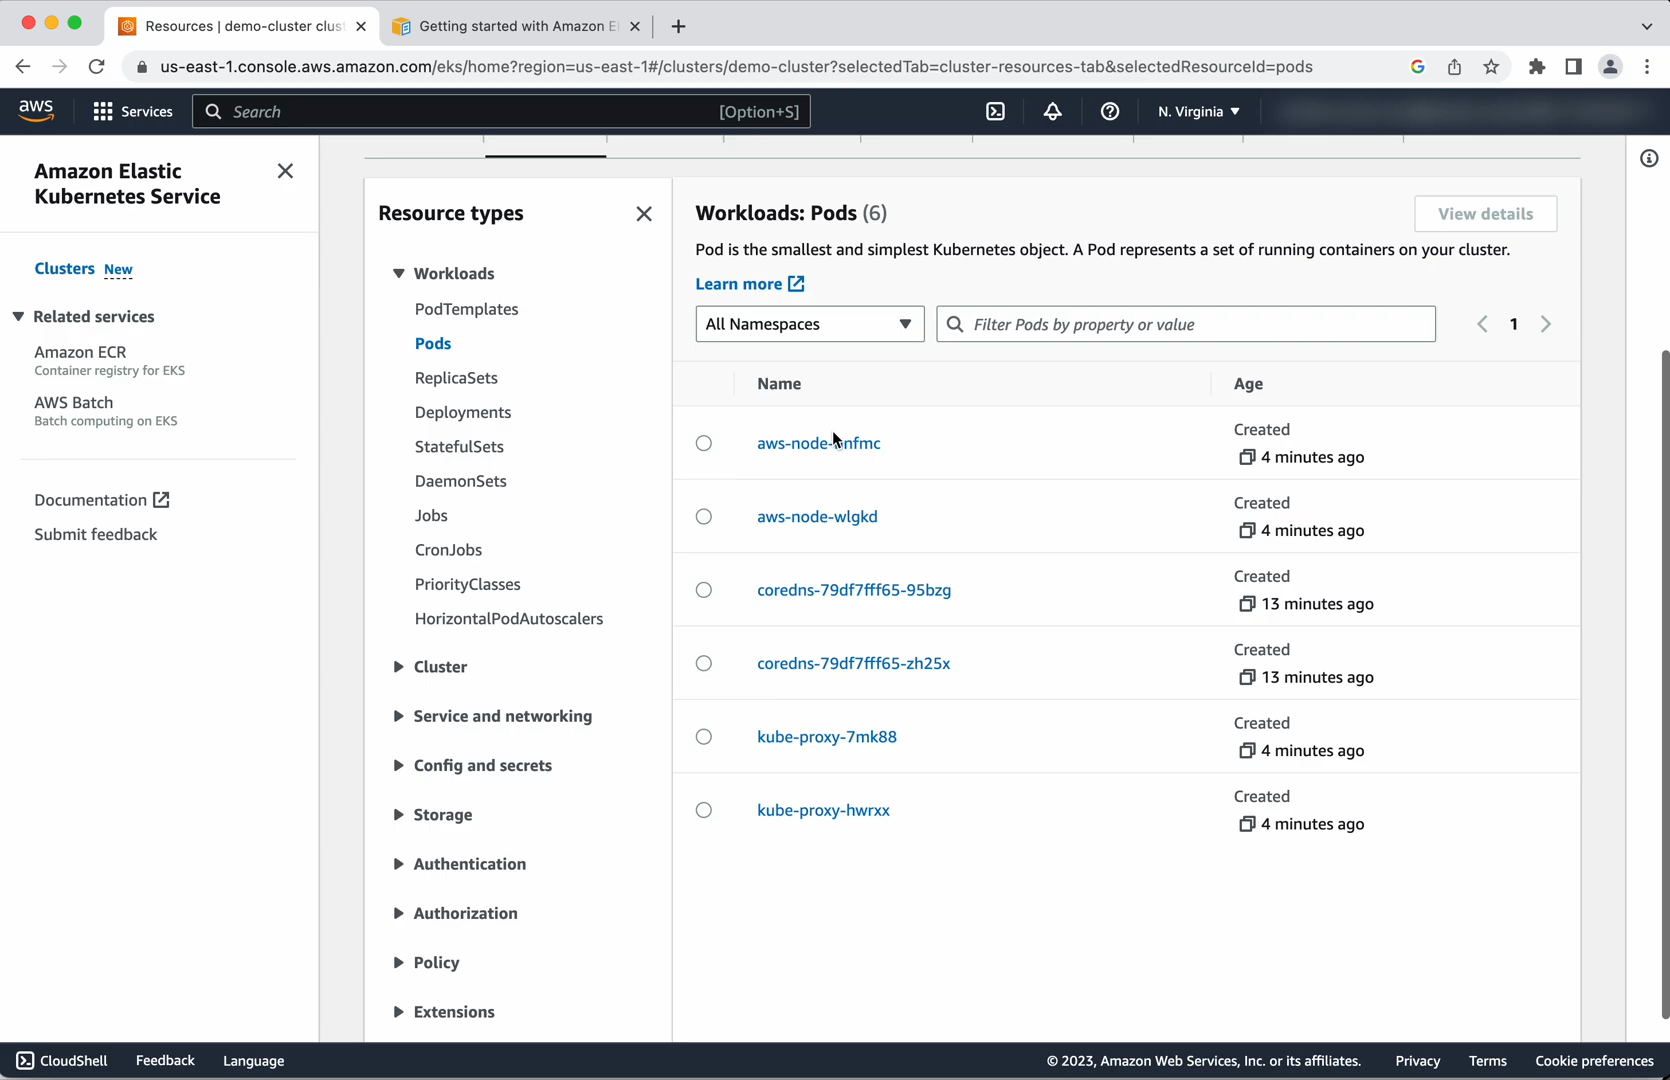 Resources | demo-cluster clus
Getting started with Amazon E
us-east-1.console.aws.amazon.com/eks/home?region=us-east-1#/clusters/demo-cluster?selectedTab=cluster-resources-tab&selectedResourceId=pods
aws
Services
Search
[Option+S]
N. Virginia
Amazon Elastic
Kubernetes Service
Clusters New
Related services
Amazon ECR
Container registry for EKS
AWS Batch
Batch computing on EKS
Documentation
Submit feedback
Resource types
Workloads
PodTemplates
Pods
ReplicaSets
Deployments
StatefulSets
DaemonSets
Jobs
CronJobs
PriorityClasses
HorizontalPodAutoscalers
Cluster
Service and networking
Config and secrets
Storage
Authentication
Authorization
Policy
Extensions
Workloads: Pods (6)
View details
Pod is the smallest and simplest Kubernetes object. A Pod represents a set of running containers on your cluster.
Learn more
All Namespaces
Filter Pods by property or value
1
Name
Age
Created
4 minutes ago
aws-node-wlgkd
Created
4 minutes ago
coredns-79df7fff65-95bzg
Created
13 minutes ago
coredns-79df7fff65-zh25x
Created
13 minutes ago
kube-proxy-7mk88
Created
4 minutes ago
kube-proxy-hwrxx
Created
4 minutes ago
CloudShell
Feedback
Language
© 2023, Amazon Web Services, Inc. or its affiliates.
Privacy
Terms
Cookie preferences